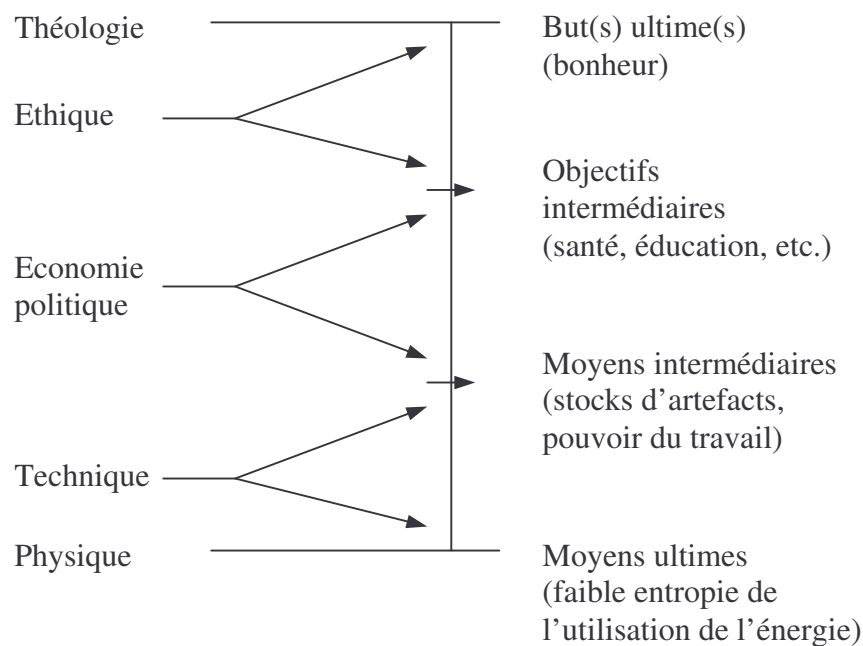 Théologie
But(s) ultime(s)
(bonheur)
Ethique
Objectifs
intermédiaires
(santé, éducation, etc.)
Economie
politique
Moyens intermédiaires
(stocks d’artefacts,
pouvoir du travail)
Technique
Physique
Moyens ultimes
(faible entropie de
l’utilisation de l’énergie)